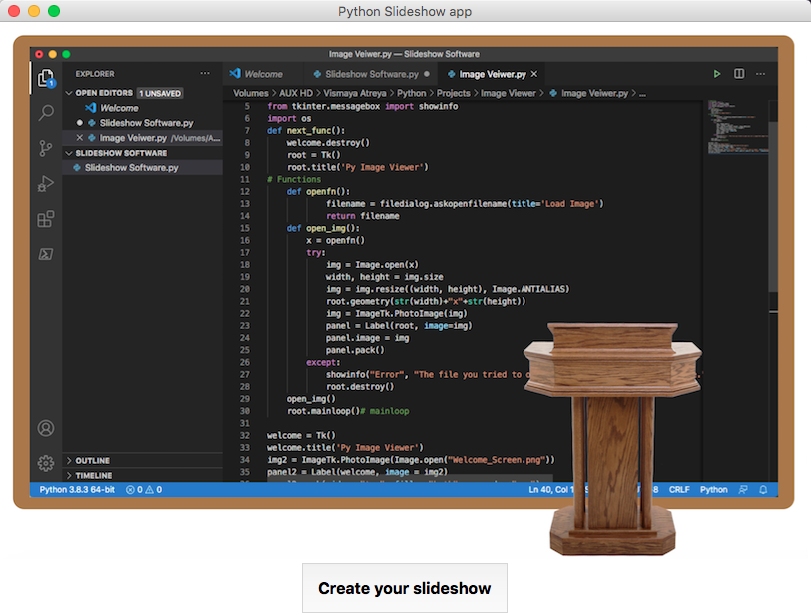 Python Slideshow app
Image Veiwer.py — Slideshow Software
EXPLORER
OPEN EDITORS 1 UNSAVED
Welcome
Slideshow Software.py
Image Veiwer.py /Volumes/A...
SLIDESHOW SOFTWARE
Slideshow Software.py
OUTLINE
TIMELINE
Welcome
Slideshow Software.py
Image Veiwer.py
Volumes > AUX HD > Vismaya Atreya > Python > Projects > Image Viewer > Image Veiwer.py > ...
5 from tkinter.messagebox import showinfo
6 import os
7 def next_func():
8 welcome.destroy()
9 root = Tk()
10 root.title('Py Image Viewer')
11 # Functions
12 def openfn():
13 filename = filedialog.askopenfilename(title='Load Image')
14 return filename
15 def open_img():
16 x = openfn()
17 try:
18 img = Image.open(x)
19 width, height = img.size
20 img = img.resize((width, height), Image.ANTIALIAS)
21 root.geometry(str(width)+"x"+str(height))
22 img = ImageTk.PhotoImage(img)
23 panel = Label(root, image=img)
24 panel.image = img
25 panel.pack()
26 except:
27 showinfo("Error", "The file you tried to
28 root.destroy()
29 open_img()
30 root.mainloop()# mainloop
31
32 welcome = Tk()
33 welcome.title('Py Image Viewer')
34 img2 = ImageTk.PhotoImage(Image.open("Welcome_Screen.png"))
35 panel2 = Label(welcome, image = img2)
Python 3.8.3 64-bit 0 0
Ln 40, Col 8 CRLF Python
Create your slideshow